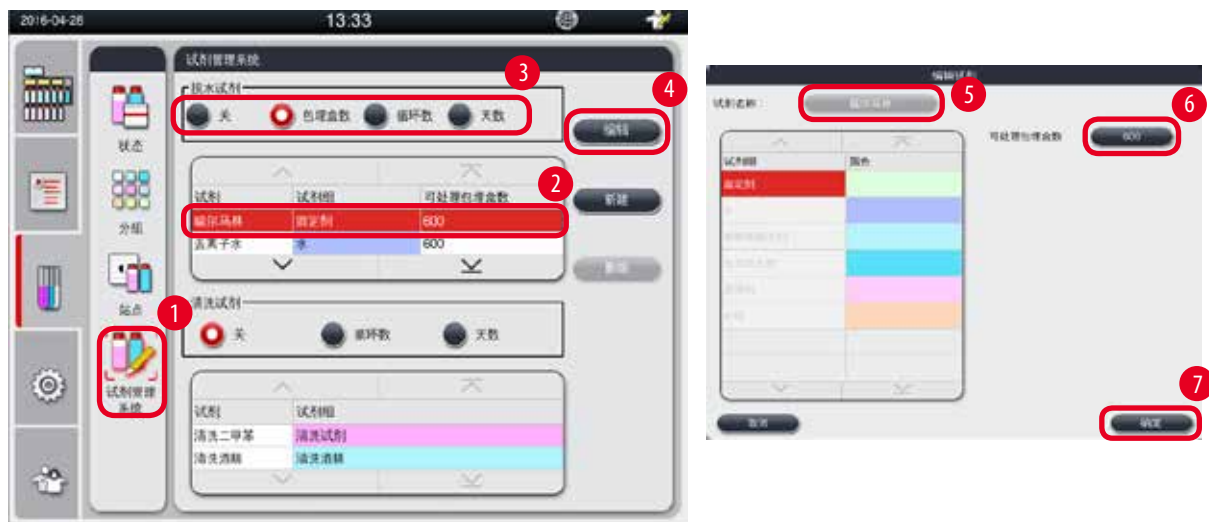 2016-04-26 13:33
试剂管理系统
脱水试剂
3
关 包埋盒数 循环数 天数
4
编辑
状态
试剂 试剂组 可处理包埋盒数
2
新建
福尔马林 固定剂 600
去离子水 水 600
分组
删除
站点
1
清洗试剂
关 循环数 天数
试剂管理
系统
试剂 试剂组
清洗二甲苯 清洗试剂
清洗酒精 清洗酒精
编辑试剂
试剂名称: 福尔马林
5
可处理包埋盒数 600
6
试剂组 颜色
固定剂
水
7
取消 确定